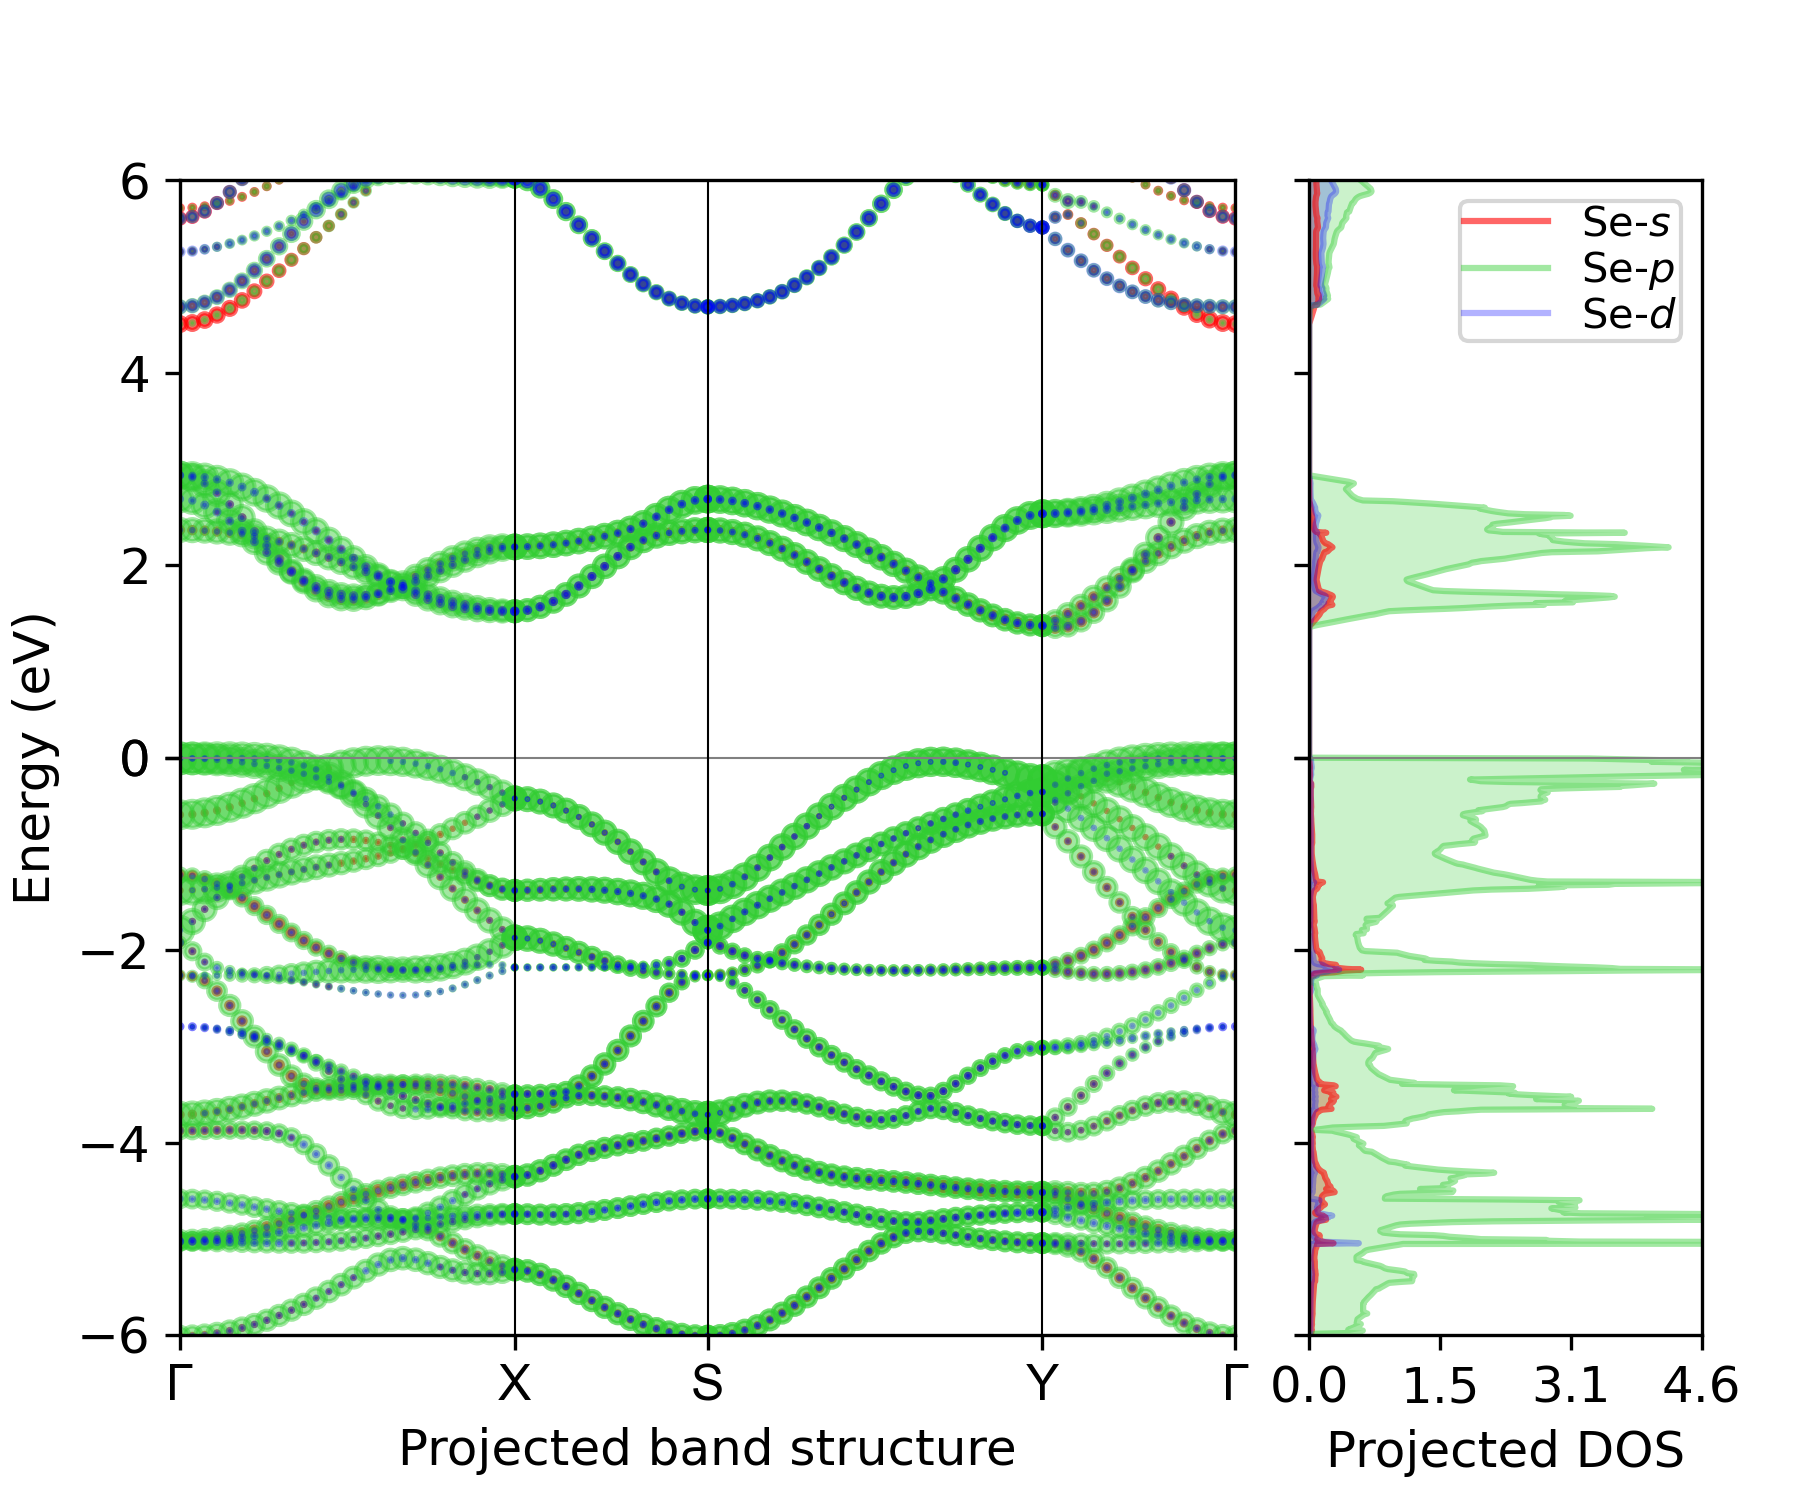 6
4
2
0
−2
−4
−6
Energy (eV)
Γ X S Y Γ
Projected band structure
Se-s
Se-p
Se-d
0.0 1.5 3.1 4.6
Projected DOS